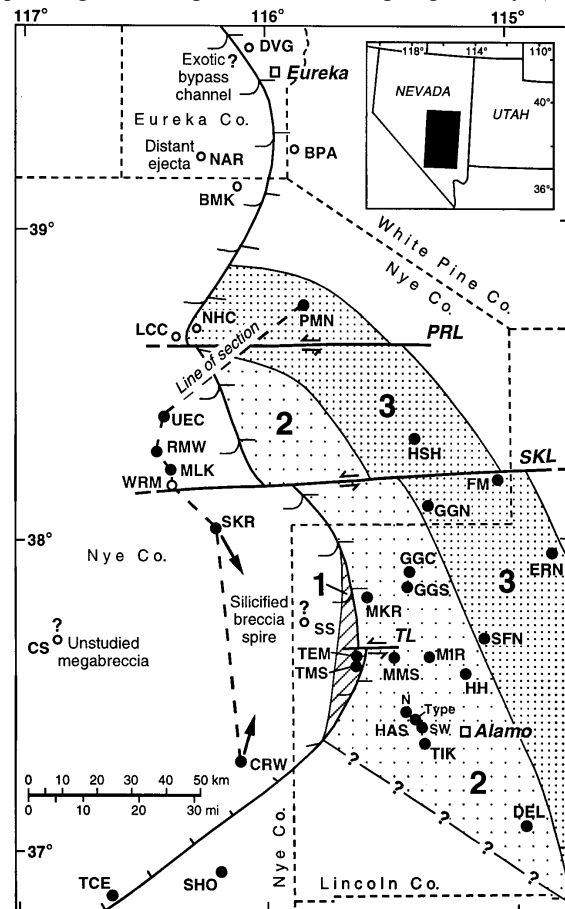 117°
116°
115°
DVG
Exotic ?
bypass
channel
Eureka
Eureka Co.
Distant
ejecta
NAR
BPA
BMK
118°
114°
110°
NEVADA
UTAH
40°
36°
39°
White Pine Co.
Nye Co.
NHC
LCC
PMN
PRL
Line of section
2
3
UEC
RMW
MLK
WRM
HSH
SKL
FM
GGN
SKR
38°
Nye Co.
GGC
GGS
ERN
1
3
Silicified
breccia
spire
?
SS
MKR
?
CS
Unstudied
megabreccia
TL
TEM
TMS
MMS
MIR
SFN
HH
N
Type
HAS
SW
Alamo
TIK
CRW
0 10 20 30 40 50 km
0 10 20 30 mi
2
? ? ? ? ?
DEL
37°
Nye Co.
Lincoln Co.
TCE
SHO